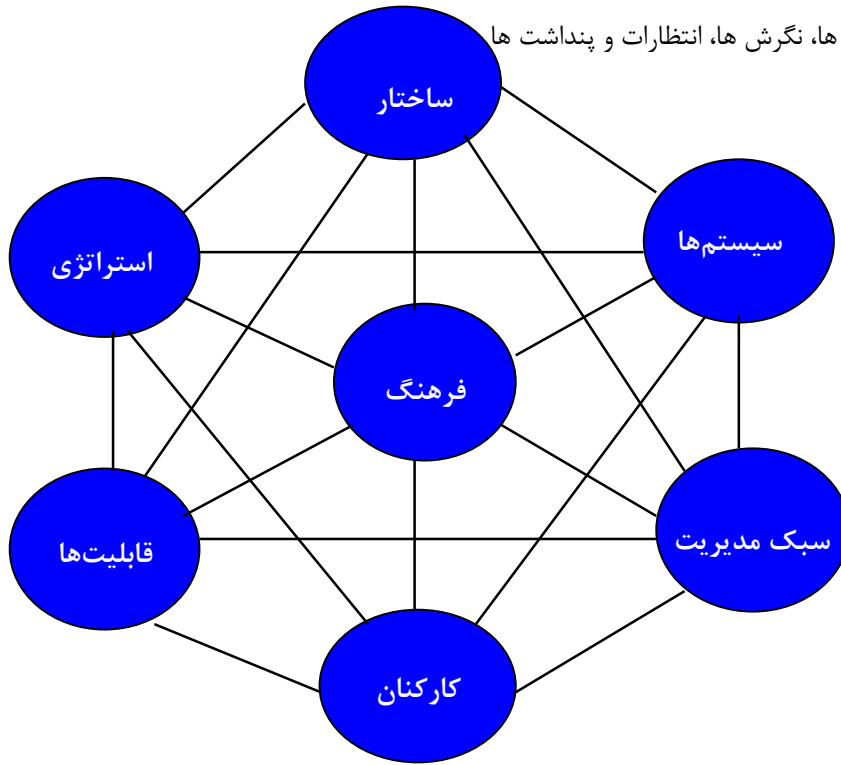 ها، نگرش ها، انتظارات و پنداشت ها
ساختار
سیستم‌ها
استراتژی
فرهنگ
سبک مدیریت
قابلیت‌ها
کارکنان